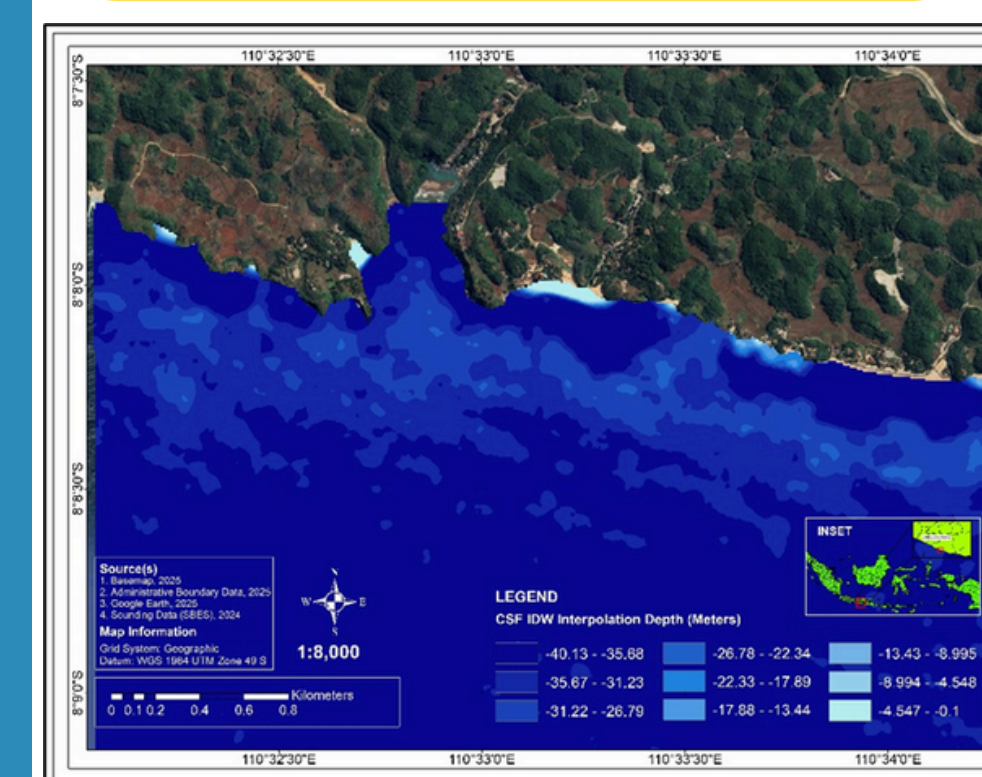 110°32'30"E 110°33'0"E 110°33'30"E 110°34'0"E
8°7'30"S
8°8'0"S
8°8'30"S
8°9'0"S
Source(s)
1. Basemap, 2025
2. Administrative Boundary Data, 2025
3. Google Earth, 2025
4. Sounding Data (SBES), 2024
Map Information
Grid System: Geographic
Datum: WGS 1984 UTM Zone 49 S
N
W E
S
1:8,000
Kilometers
0 0.1 0.2 0.4 0.6 0.8
INSET
LEGEND
CSF IDW Interpolation Depth (Meters)
-40.13 - -35.68 -26.78 - -22.34 -13.43 - -8.995
-35.67 - -31.23 -22.33 - -17.89 -8.994 - -4.548
-31.22 - -26.79 -17.88 - -13.44 -4.547 - -0.1
110°32'30"E 110°33'0"E 110°33'30"E 110°34'0"E